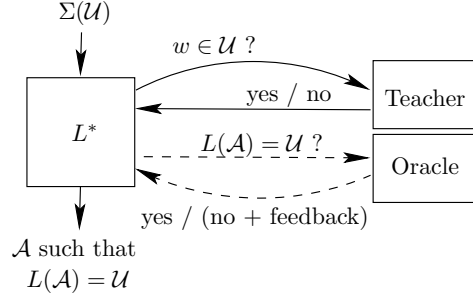 Σ(𝒰)
w ∈ 𝒰 ?
yes / no
Teacher
L*
L(𝒜) = 𝒰 ?
Oracle
yes / (no + feedback)
𝒜 such that
L(𝒜) = 𝒰